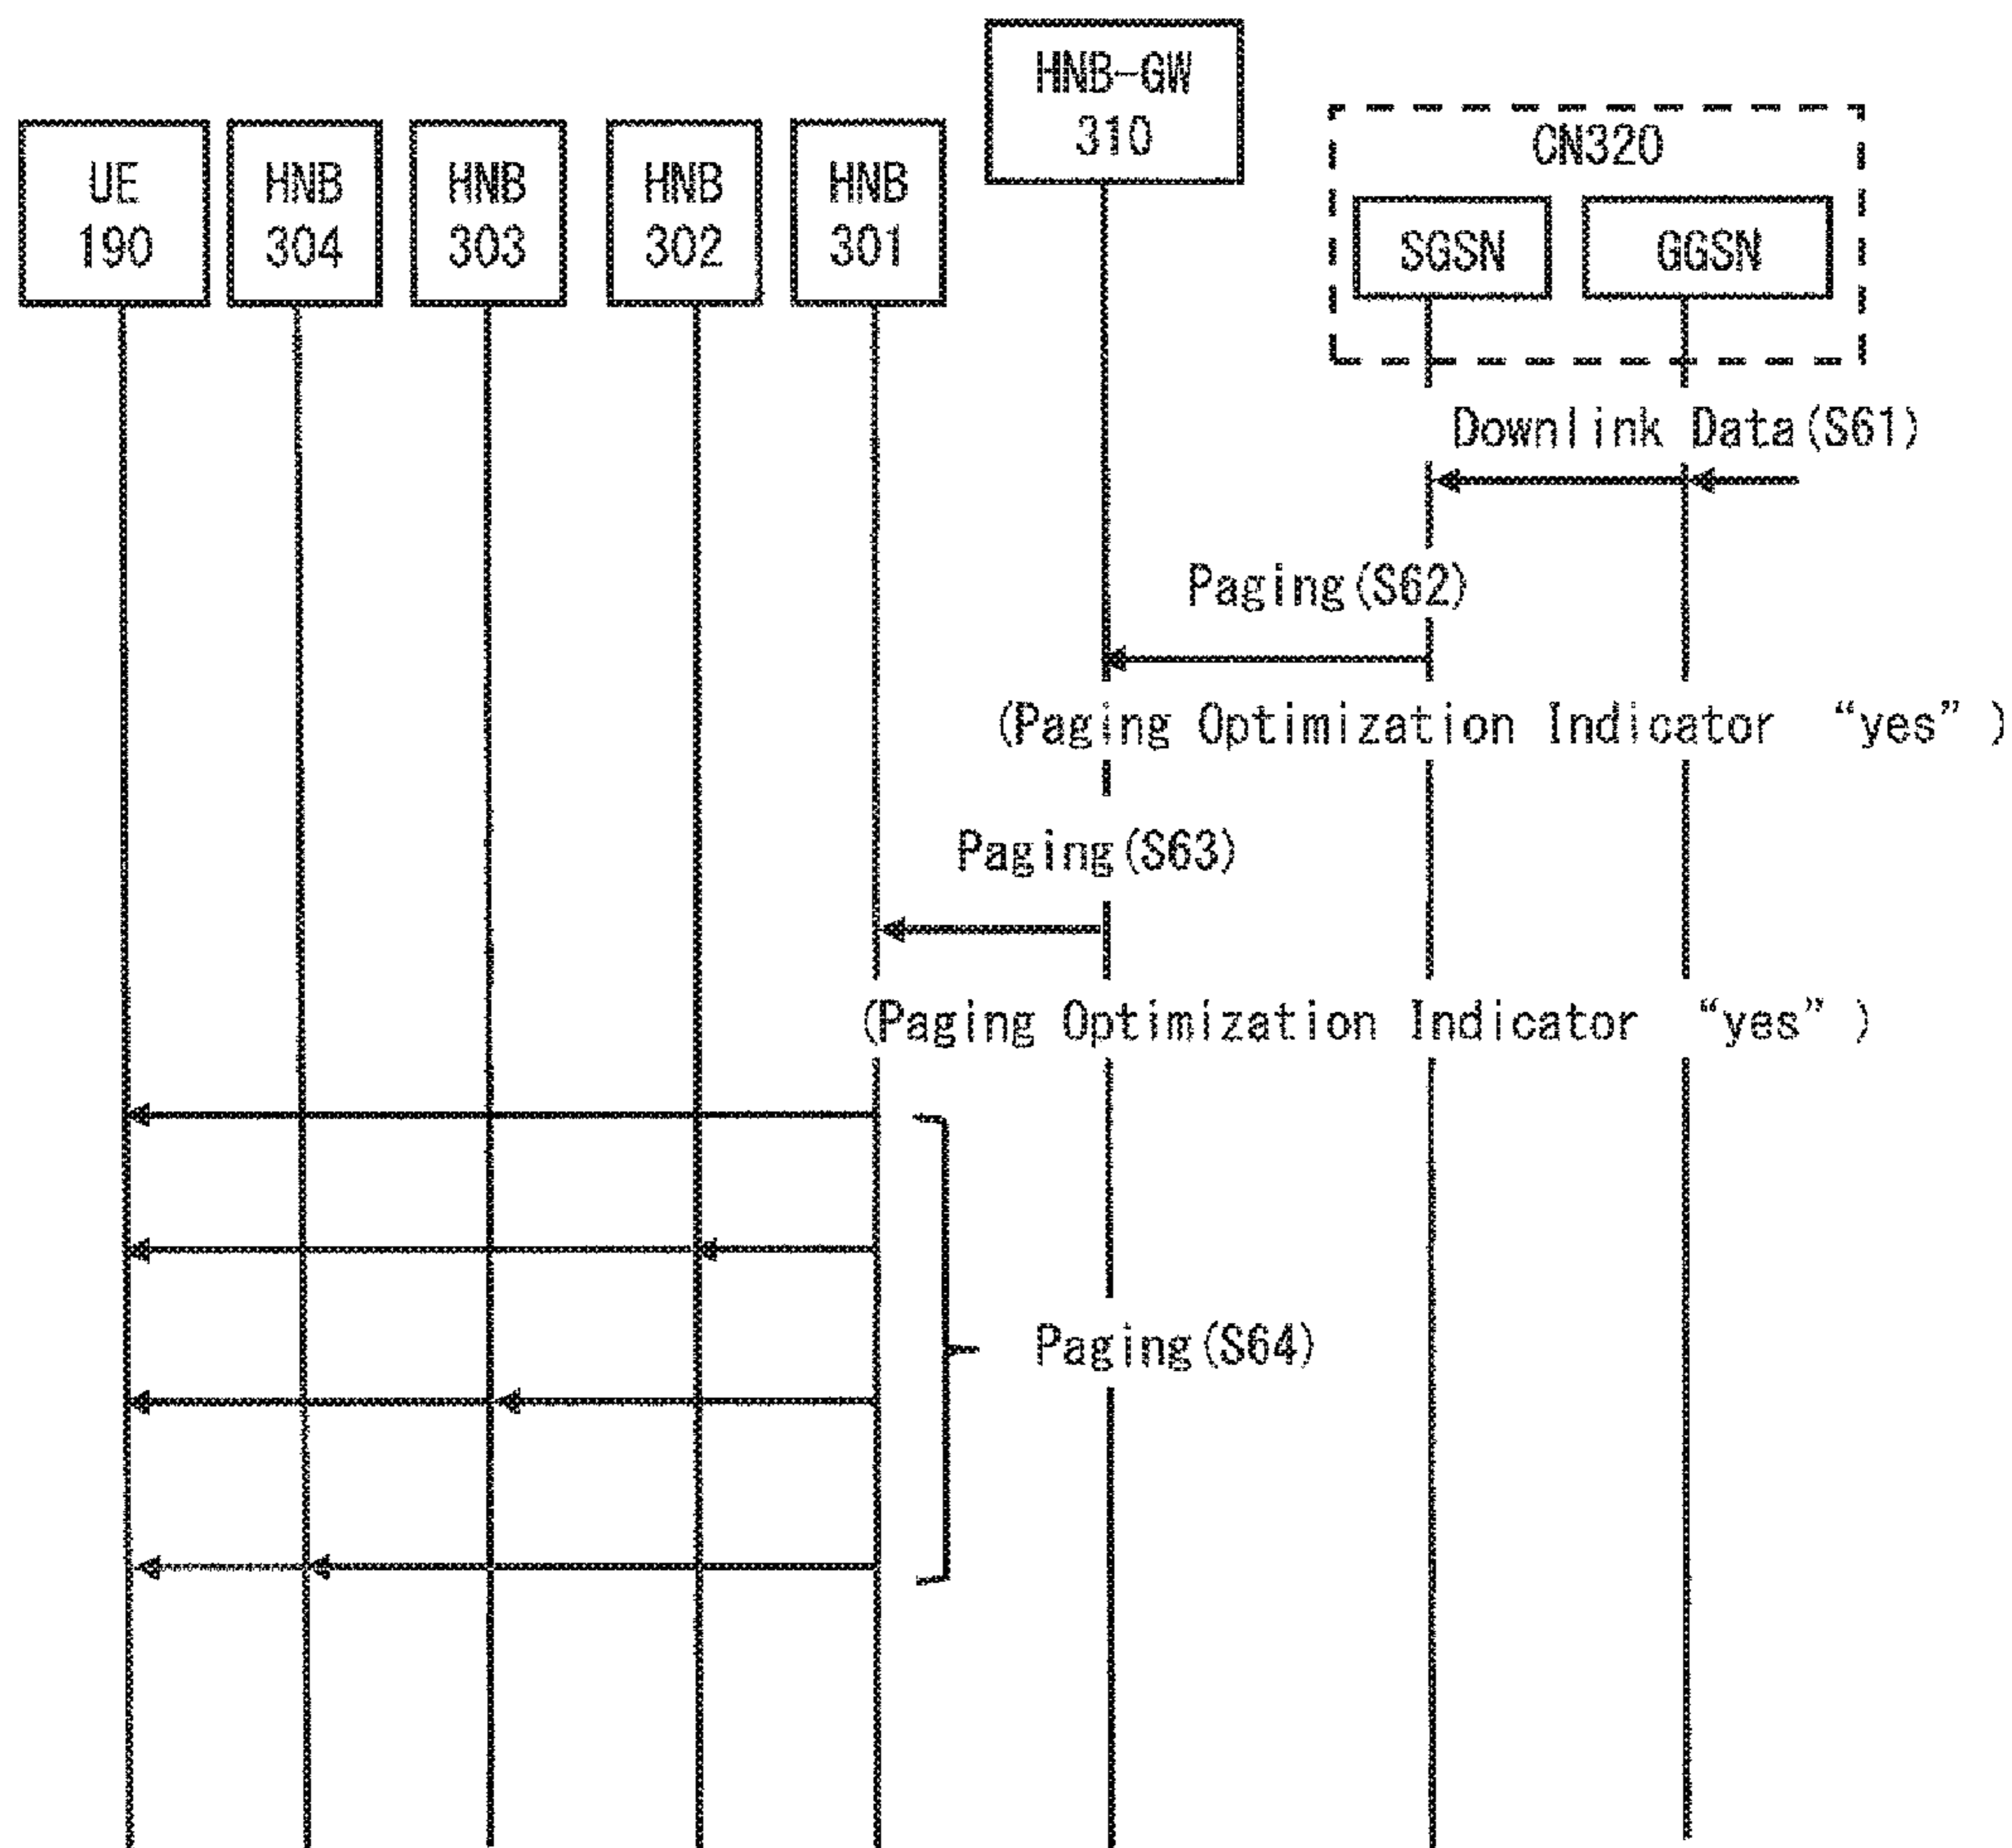 HNB-GW
310
CN320
UE
190
HNB
304
HNB
303
HNB
302
HNB
301
SGSN
GGSN
Downlink Data(S61)
Paging(S62)
(Paging Optimization Indicator “yes” )
Paging(S63)
(Paging Optimization Indicator “yes” )
Paging(S64)